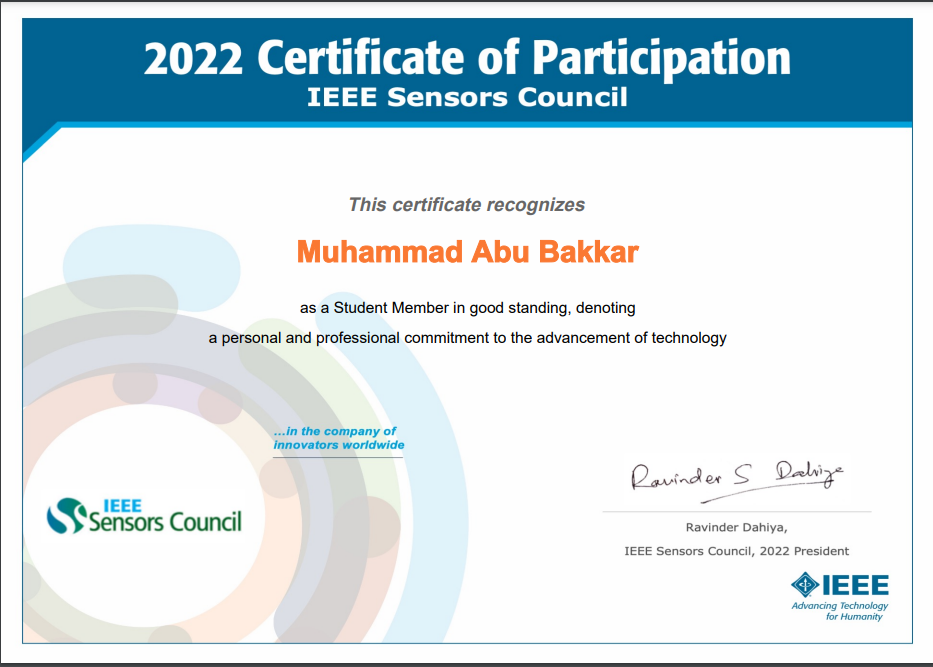 2022 Certificate of Participation
IEEE Sensors Council
This certificate recognizes
Muhammad Abu Bakkar
as a Student Member in good standing, denoting
a personal and professional commitment to the advancement of technology
...in the company of
innovators worldwide
IEEE
Sensors Council
Ravinder S Dahiya
Ravinder Dahiya,
IEEE Sensors Council, 2022 President
IEEE
Advancing Technology
for Humanity